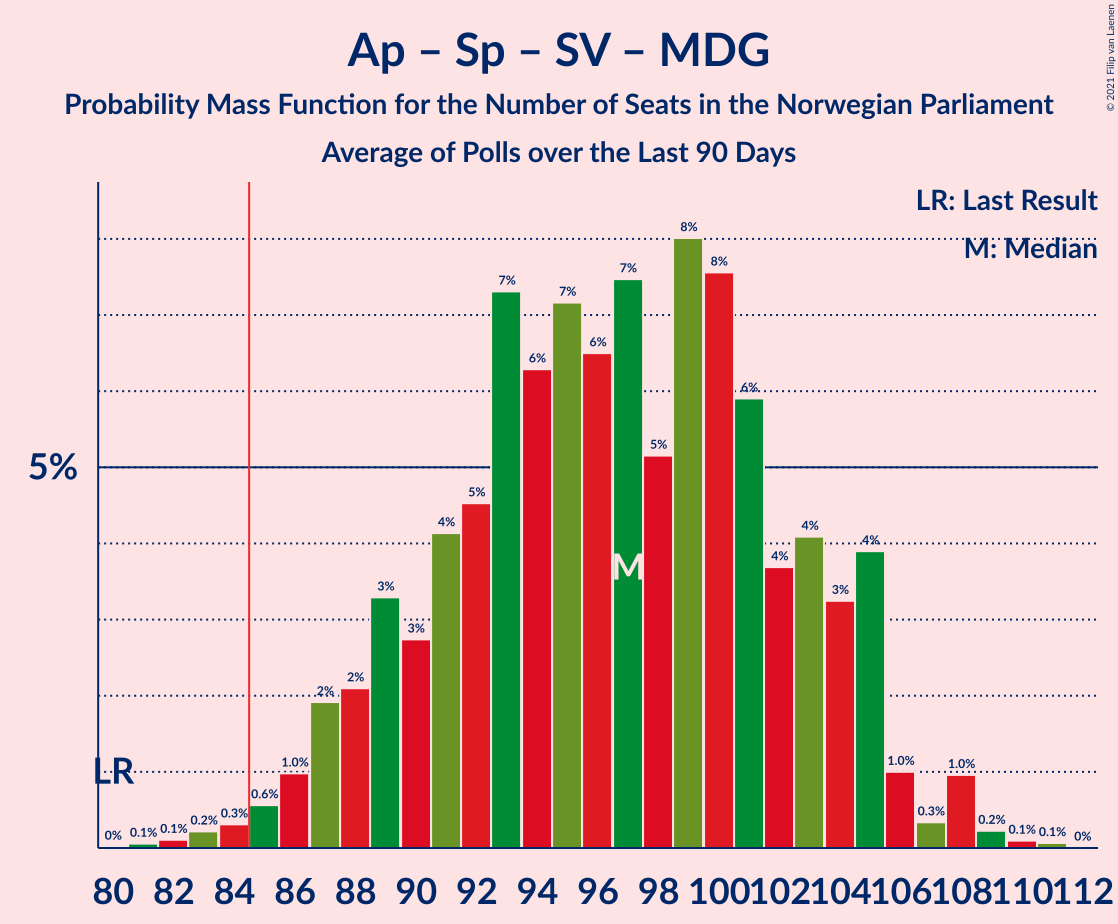 Ap – Sp – SV – MDG
Probability Mass Function for the Number of Seats in the Norwegian Parliament
Average of Polls over the Last 90 Days
© 2021 Filip van Laenen
LR: Last Result
M: Median
5%
LR
M
0% 0.1% 0.1% 0.2% 0.3% 0.6% 1.0% 2% 2% 3% 3% 4% 5% 7% 6% 7% 6% 7% 5% 8% 8% 6% 4% 4% 3% 4% 1.0% 0.3% 1.0% 0.2% 0.1% 0.1% 0%
80 82 84 86 88 90 92 94 96 98 100 102 104 106 108 110 112